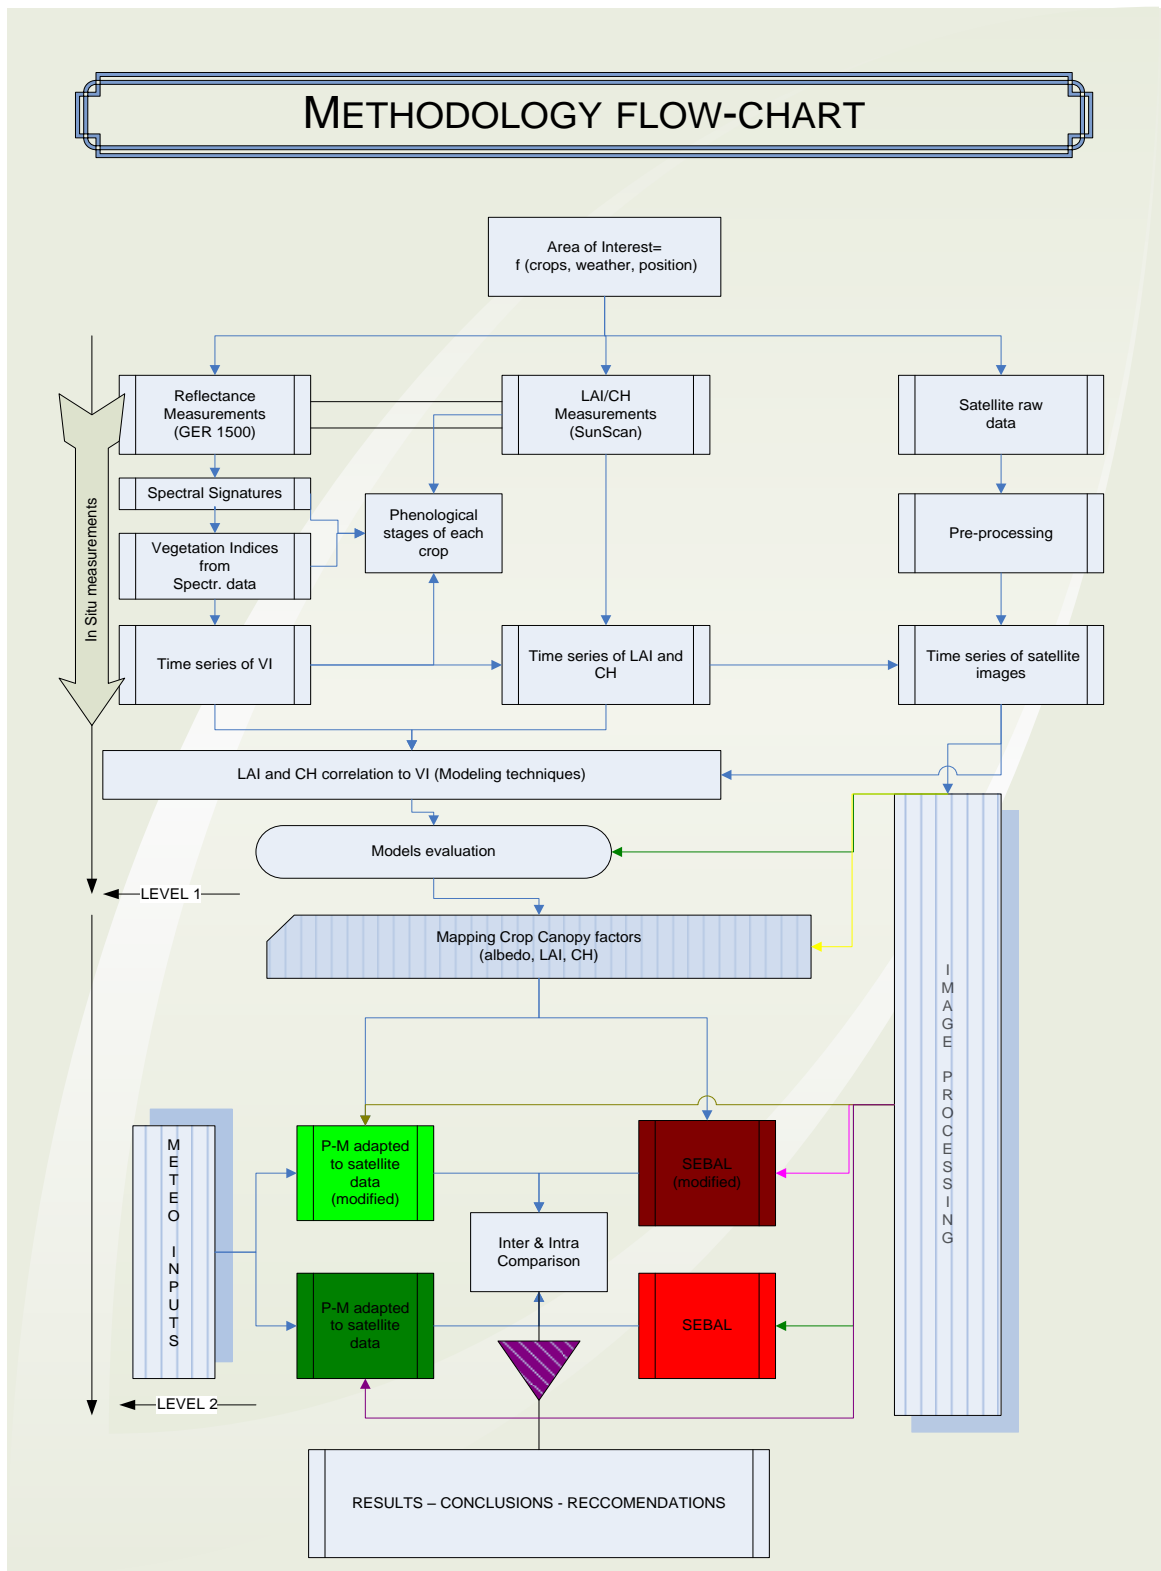 METHODOLOGY FLOW-CHART
Area of Interest=
f (crops, weather, position)
Reflectance
Measurements
(GER 1500)
LAI/CH
Measurements
(SunScan)
Satellite raw
data
Spectral Signatures
Phenological
stages of each
crop
Pre-processing
Vegetation Indices
from
Spectr. data
In Situ measurements
Time series of VI
Time series of LAI and
CH
Time series of satellite
images
LAI and CH correlation to VI (Modeling techniques)
Models evaluation
LEVEL 1
Mapping Crop Canopy factors
(albedo, LAI, CH)
IMAGE PROCESSING
METEO INPUTS
P-M adapted
to satellite
data
(modified)
SEBAL
(modified)
Inter & Intra
Comparison
P-M adapted
to satellite
data
SEBAL
LEVEL 2
RESULTS – CONCLUSIONS - RECCOMENDATIONS